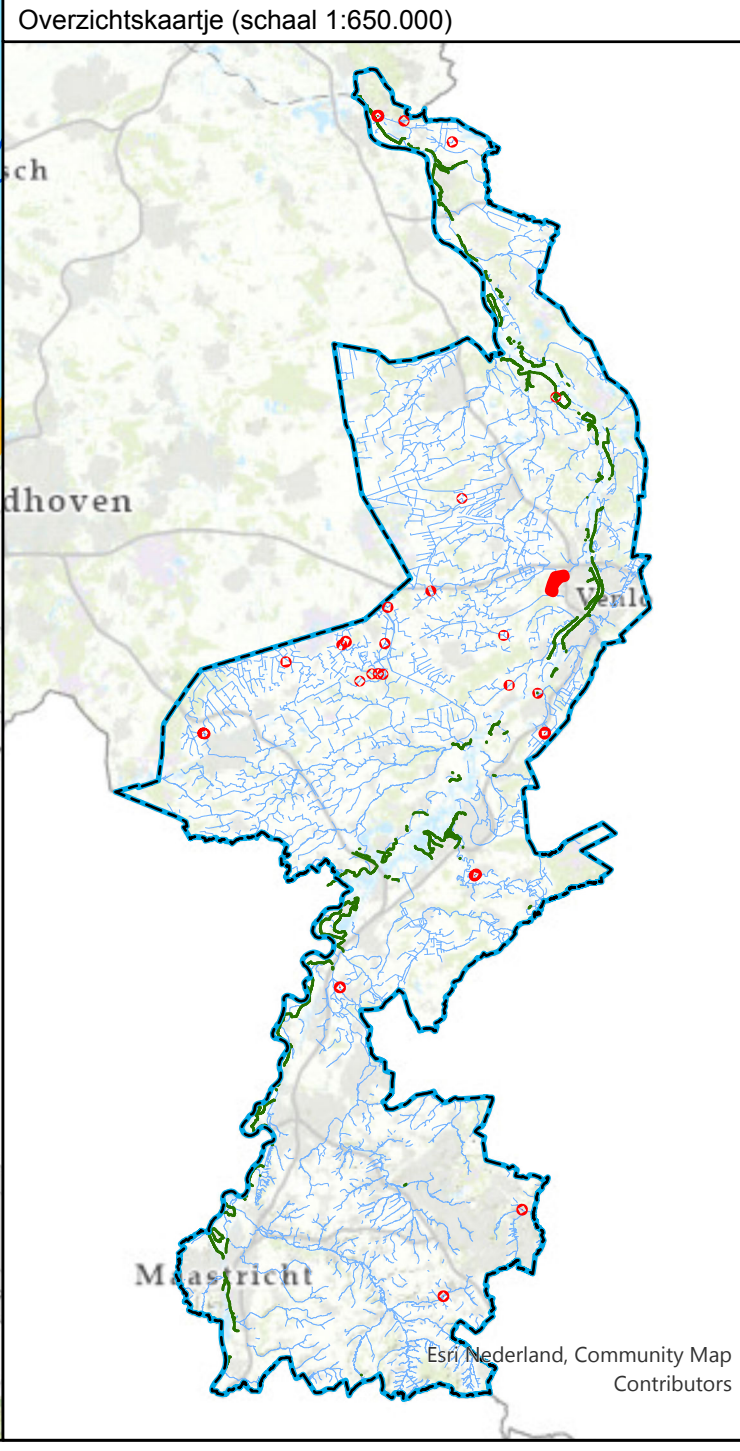 Overzichtskaartje (schaal 1:650.000)
sch
dhoven
Venlo
Maastricht
Esri Nederland, Community Map
Contributors